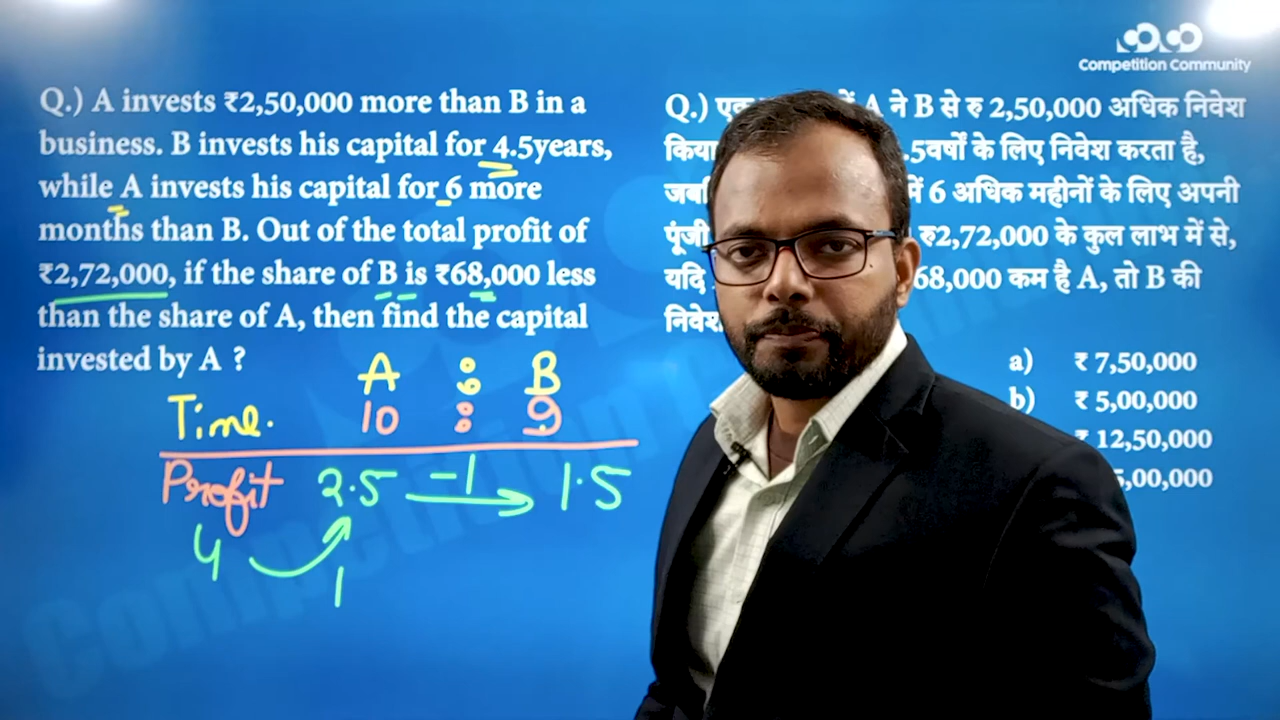 Competition Community
Q.) A invests ₹2,50,000 more than B in a
business. B invests his capital for 4.5years,
while A invests his capital for 6 more
months than B. Out of the total profit of
₹2,72,000, if the share of B is ₹68,000 less
than the share of A, then find the capital
invested by A ?
Q.) A ने B से रु 2,50,000 अधिक निवेश
.5वर्षों के लिए निवेश करता है,
6 अधिक महीनों के लिए अपनी
रु2,72,000 के कुल लाभ में से,
यदि 68,000 कम है A, तो B की
a) ₹ 7,50,000
b) ₹ 5,00,000
₹ 12,50,000
5,00,000
A : B
Time. 10 : 9
Profit 2.5 -1 1.5
4
1